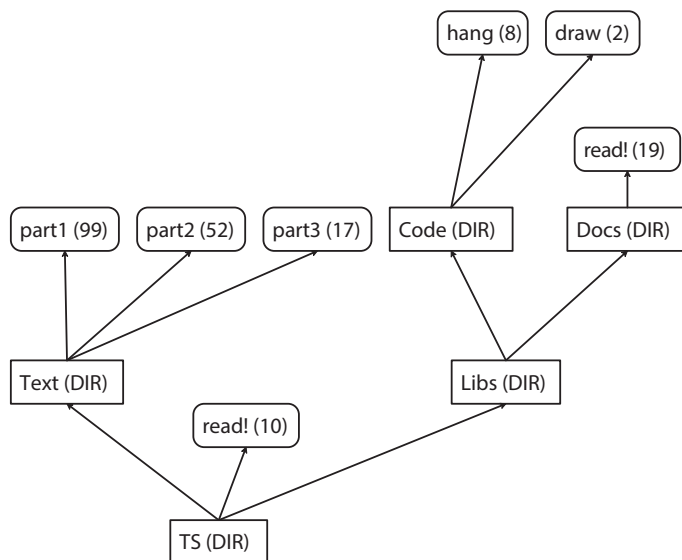 hang (8) draw (2)
read! (19)
part1 (99) part2 (52) part3 (17) Code (DIR) Docs (DIR)
Text (DIR) Libs (DIR)
read! (10)
TS (DIR)